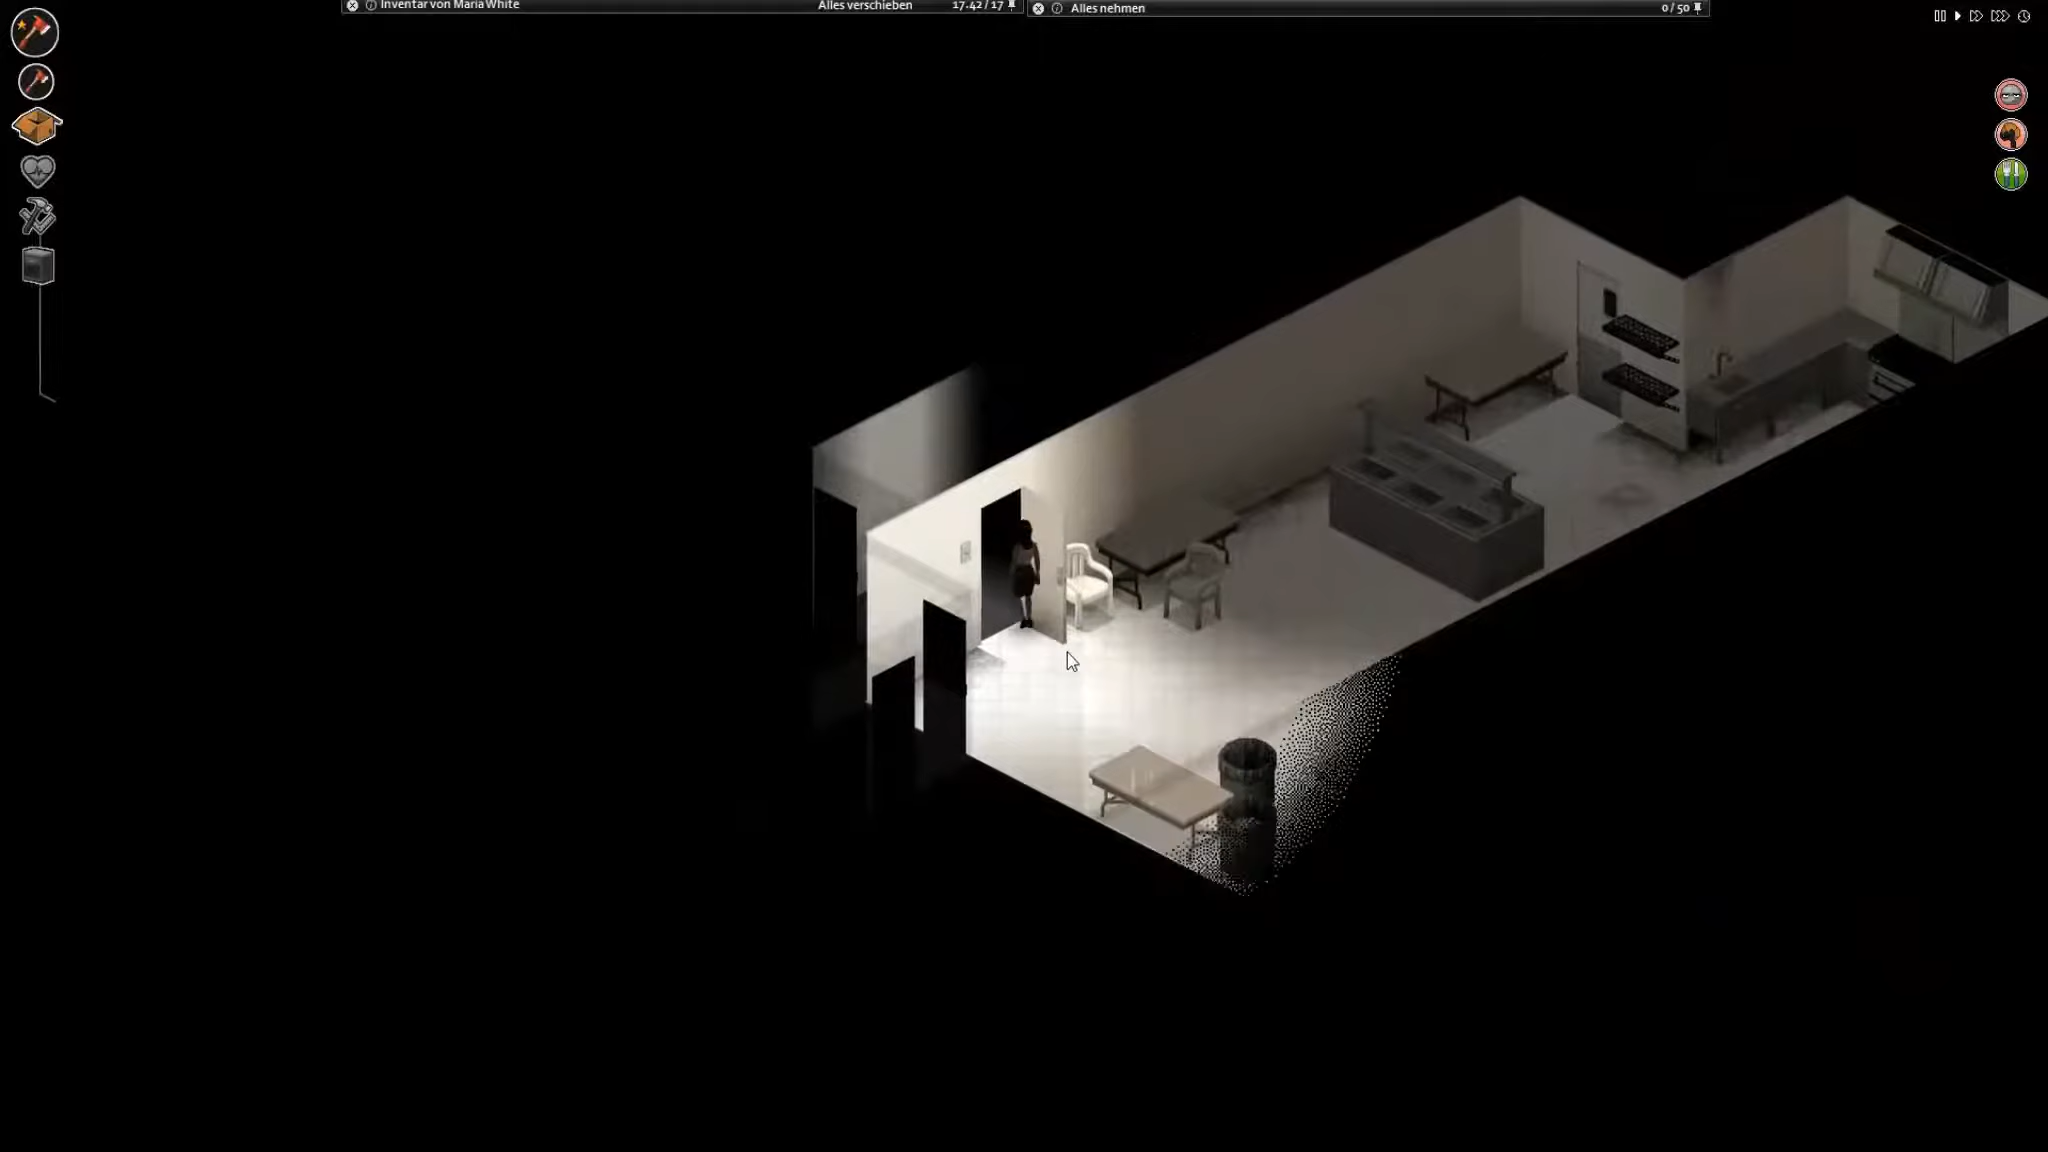 Inventar von Maria White
Alles verschieben
17.42 / 17
Alles nehmen
0 / 50